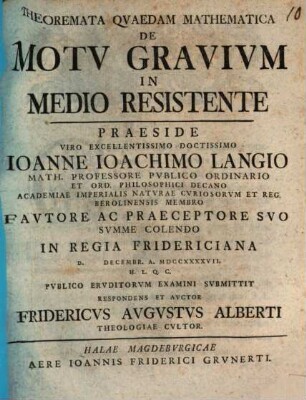 10
THEOREMATA QVAEDAM MATHEMATICA
DE
MOTV GRAVIVM
IN
MEDIO RESISTENTE
PRAESIDE
VIRO EXCELLENTISSIMO DOCTISSIMO
IOANNE IOACHIMO LANGIO
MATH. PROFESSORE PVBLICO ORDINARIO
ET ORD. PHILOSOPHICI DECANO
ACADEMIAE IMPERIALIS NATVRAE CVRIOSORVM ET REG.
BEROLINENSIS MEMBRO
FAVTORE AC PRAECEPTORE SVO
SVMME COLENDO
IN REGIA FRIDERICIANA
D. DECEMBR. A. MDCCXXXXVII.
H. L. Q. C.
PVBLICO ERVDITORVM EXAMINI SVBMITTIT
RESPONDENS ET AVCTOR
FRIDERICVS AVGVSTVS ALBERTI
THEOLOGIAE CVLTOR.
HALAE MAGDEBVRGICAE
AERE IOANNIS FRIDERICI GRVNERTI.